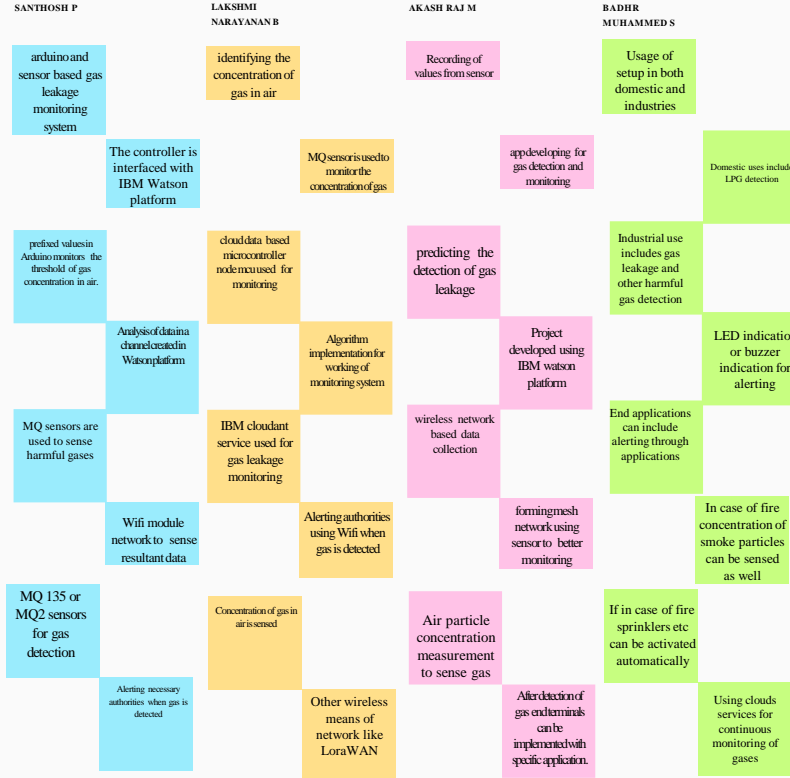 SANTHOSH P
arduino and
sensor based gas
leakage
monitoring
system
The controller is
interfaced with
IBM Watson
platform
prefixed values in
Arduino monitors the
threshold of gas
concentration in air.
Analysis of data in a
channel created in
Watson platform
MQ sensors are
used to sense
harmful gases
Wifi module
network to sense
resultant data
MQ 135 or
MQ2 sensors
for gas
detection
Alerting necessary
authorities when gas is
detected
LAKSHMI
NARAYANAN B
identifying the
concentration of
gas in air
MQ sensor is used to
monitor the
concentration of gas
cloud data based
microcontroller
node mcu used for
monitoring
Algorithm
implementation for
working of
monitoring system
IBM cloudant
service used for
gas leakage
monitoring
Alerting authorities
using Wifi when
gas is detected
Concentration of gas in
air is sensed
Other wireless
means of
network like
LoraWAN
AKASH RAJ M
Recording of
values from sensor
app developing for
gas detection and
monitoring
predicting the
detection of gas
leakage
Project
developed using
IBM watson
platform
wireless network
based data
collection
forming mesh
network using
sensor to better
monitoring
Air particle
concentration
measurement
to sense gas
After detection of
gas end terminals
can be
implemented with
specific application.
BADHR
MUHAMMED S
Usage of
setup in both
domestic and
industries
Domestic uses include
LPG detection
Industrial use
includes gas
leakage and
other harmful
gas detection
LED indicatio
or buzzer
indication for
alerting
End applications
can include
alerting through
applications
In case of fire
concentration of
smoke particles
can be sensed
as well
If in case of fire
sprinklers etc
can be activated
automatically
Using clouds
services for
continuous
monitoring of
gases